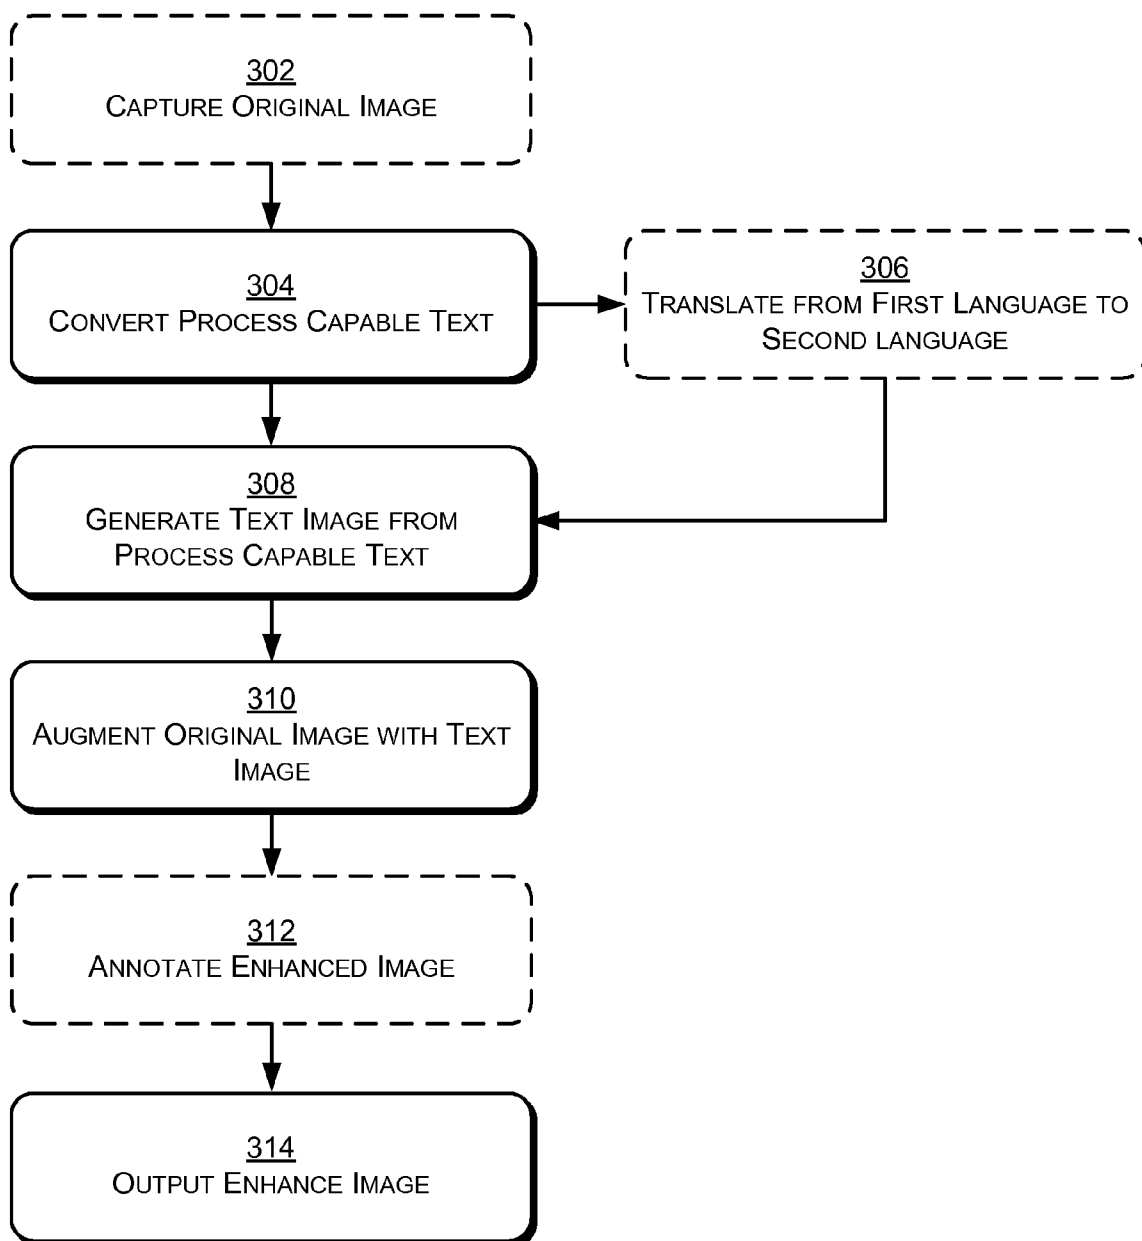 302
CAPTURE ORIGINAL IMAGE
304
CONVERT PROCESS CAPABLE TEXT
306
TRANSLATE FROM FIRST LANGUAGE TO
SECOND LANGUAGE
308
GENERATE TEXT IMAGE FROM
PROCESS CAPABLE TEXT
310
AUGMENT ORIGINAL IMAGE WITH TEXT
IMAGE
312
ANNOTATE ENHANCED IMAGE
314
OUTPUT ENHANCE IMAGE